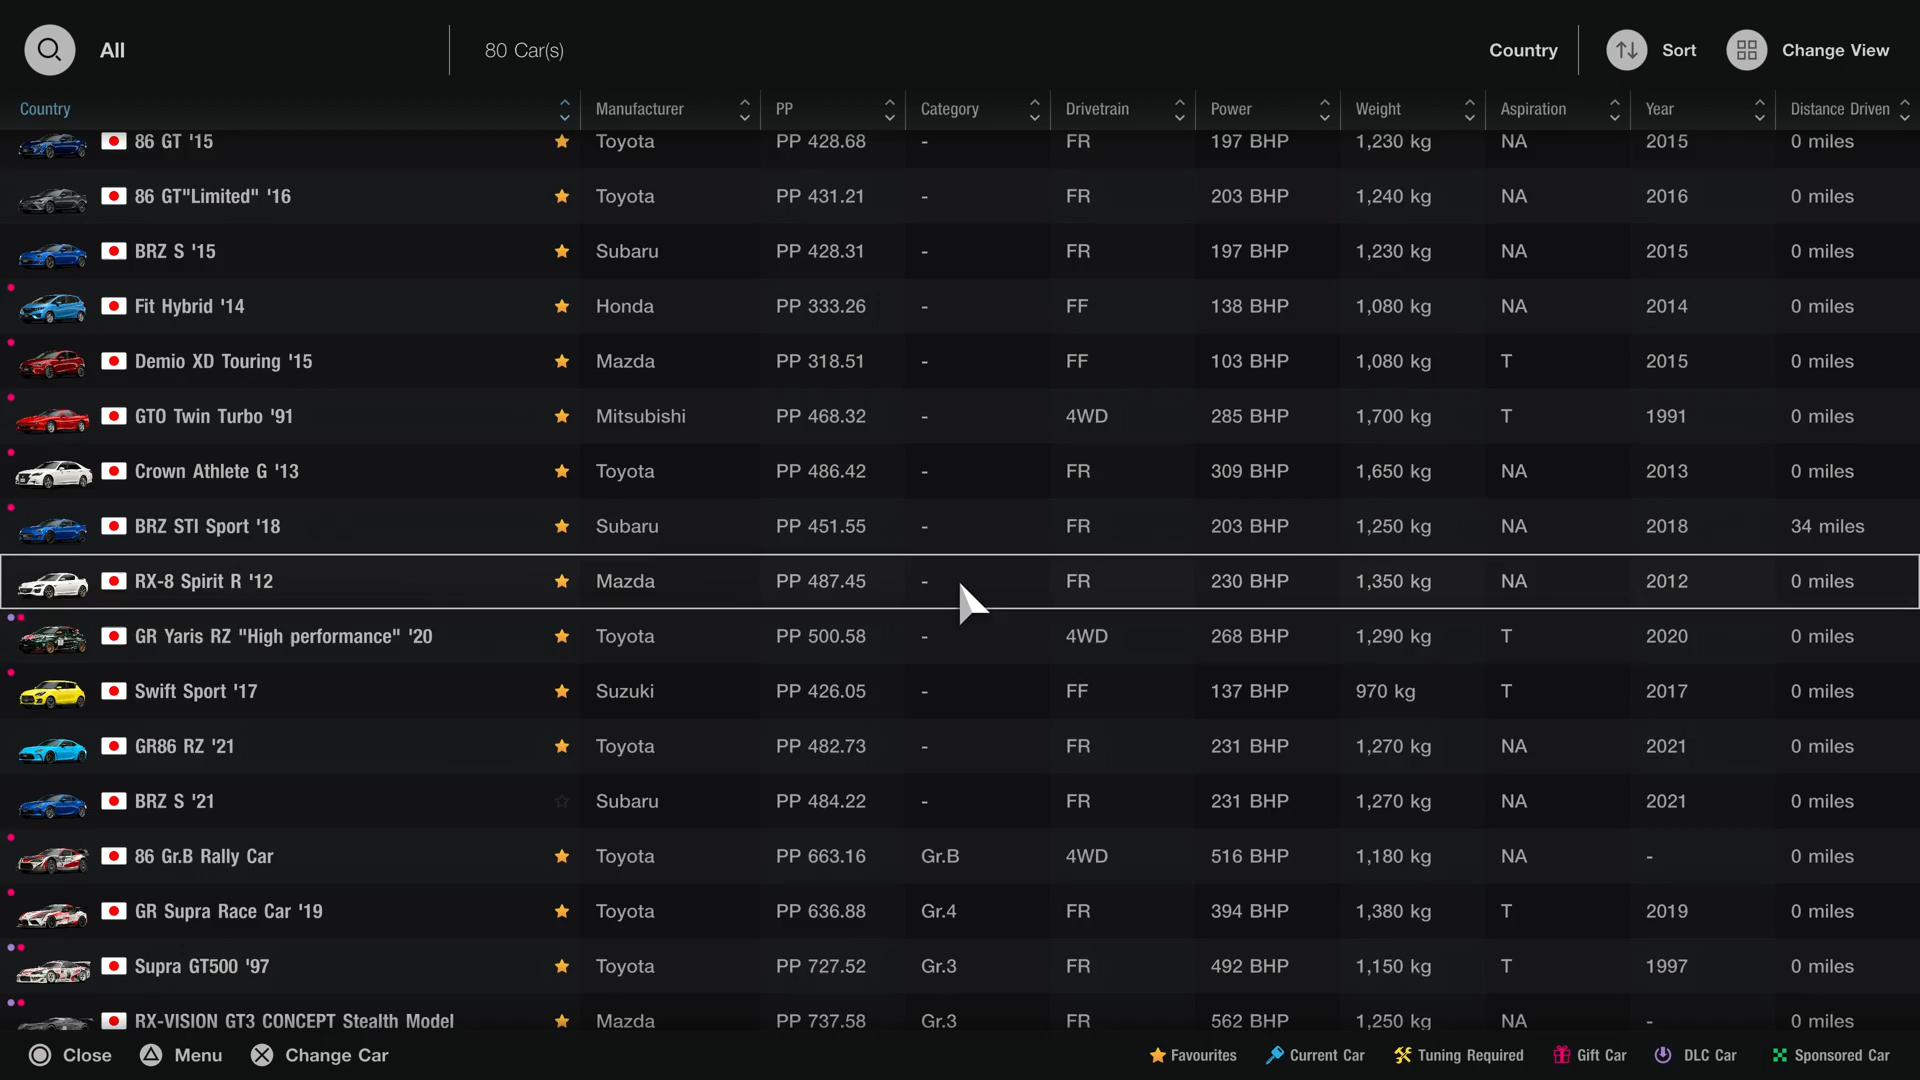 All
80 Car(s)
Country
Sort
Change View
Country Manufacturer PP Category Drivetrain Power Weight Aspiration Year Distance Driven
86 GT '15 Toyota PP 428.68 - FR 197 BHP 1,230 kg NA 2015 0 miles
86 GT"Limited" '16 Toyota PP 431.21 - FR 203 BHP 1,240 kg NA 2016 0 miles
BRZ S '15 Subaru PP 428.31 - FR 197 BHP 1,230 kg NA 2015 0 miles
Fit Hybrid '14 Honda PP 333.26 - FF 138 BHP 1,080 kg NA 2014 0 miles
Demio XD Touring '15 Mazda PP 318.51 - FF 103 BHP 1,080 kg T 2015 0 miles
GTO Twin Turbo '91 Mitsubishi PP 468.32 - 4WD 285 BHP 1,700 kg T 1991 0 miles
Crown Athlete G '13 Toyota PP 486.42 - FR 309 BHP 1,650 kg NA 2013 0 miles
BRZ STI Sport '18 Subaru PP 451.55 - FR 203 BHP 1,250 kg NA 2018 34 miles
RX-8 Spirit R '12 Mazda PP 487.45 - FR 230 BHP 1,350 kg NA 2012 0 miles
GR Yaris RZ "High performance" '20 Toyota PP 500.58 - 4WD 268 BHP 1,290 kg T 2020 0 miles
Swift Sport '17 Suzuki PP 426.05 - FF 137 BHP 970 kg T 2017 0 miles
GR86 RZ '21 Toyota PP 482.73 - FR 231 BHP 1,270 kg NA 2021 0 miles
BRZ S '21 Subaru PP 484.22 - FR 231 BHP 1,270 kg NA 2021 0 miles
86 Gr.B Rally Car Toyota PP 663.16 Gr.B 4WD 516 BHP 1,180 kg NA - 0 miles
GR Supra Race Car '19 Toyota PP 636.88 Gr.4 FR 394 BHP 1,380 kg T 2019 0 miles
Supra GT500 '97 Toyota PP 727.52 Gr.3 FR 492 BHP 1,150 kg T 1997 0 miles
RX-VISION GT3 CONCEPT Stealth Model Mazda PP 737.58 Gr.3 FR 562 BHP 1,250 kg NA - 0 miles
Close Menu Change Car Favourites Current Car Tuning Required Gift Car DLC Car Sponsored Car